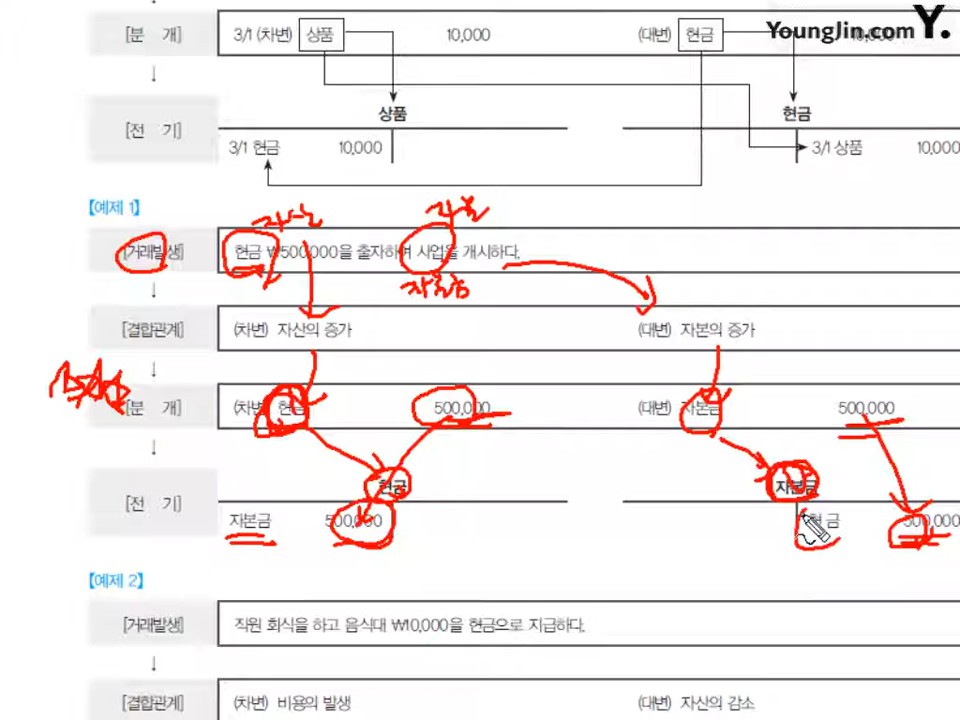 [분 개] 3/1 (차변) 상품 10,000 (대변) 현금
YoungJin.com Y.
상품 현금
[전 기] 3/1 현금 10,000 3/1 상품 10,000
【예제 1】
자산 자본
[거래발생] 현금 ₩500,000을 출자하여 사업을 개시하다.
자본금
[결합관계] (차변) 자산의 증가 (대변) 자본의 증가
[분 개] (차변) 현금 500,000 (대변) 자본금 500,000
현금 자본금
[전 기] 자본금 500,000 현금 500,000
【예제 2】
[거래발생] 직원 회식을 하고 음식대 ₩10,000을 현금으로 지급하다.
[결합관계] (차변) 비용의 발생 (대변) 자산의 감소